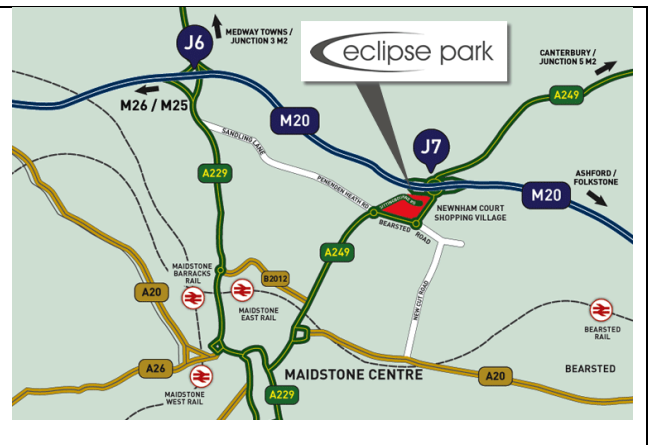 MEDWAY TOWNS /
JUNCTION 3 M2
J6
eclipse park
CANTERBURY /
JUNCTION 5 M2
M26 / M25
A249
M20
SANDLING LANE
J7
A229
PENENDEN HEATH RD
ASHFORD /
FOLKSTONE
M20
NEWNHAM COURT
SHOPPING VILLAGE
BEARSTED ROAD
A249
MAIDSTONE
BARRACKS
RAIL
B2012
A20
MAIDSTONE
EAST RAIL
NEW CUT ROAD
BEARSTED
RAIL
A26
MAIDSTONE
WEST RAIL
MAIDSTONE CENTRE
A20
BEARSTED
A229